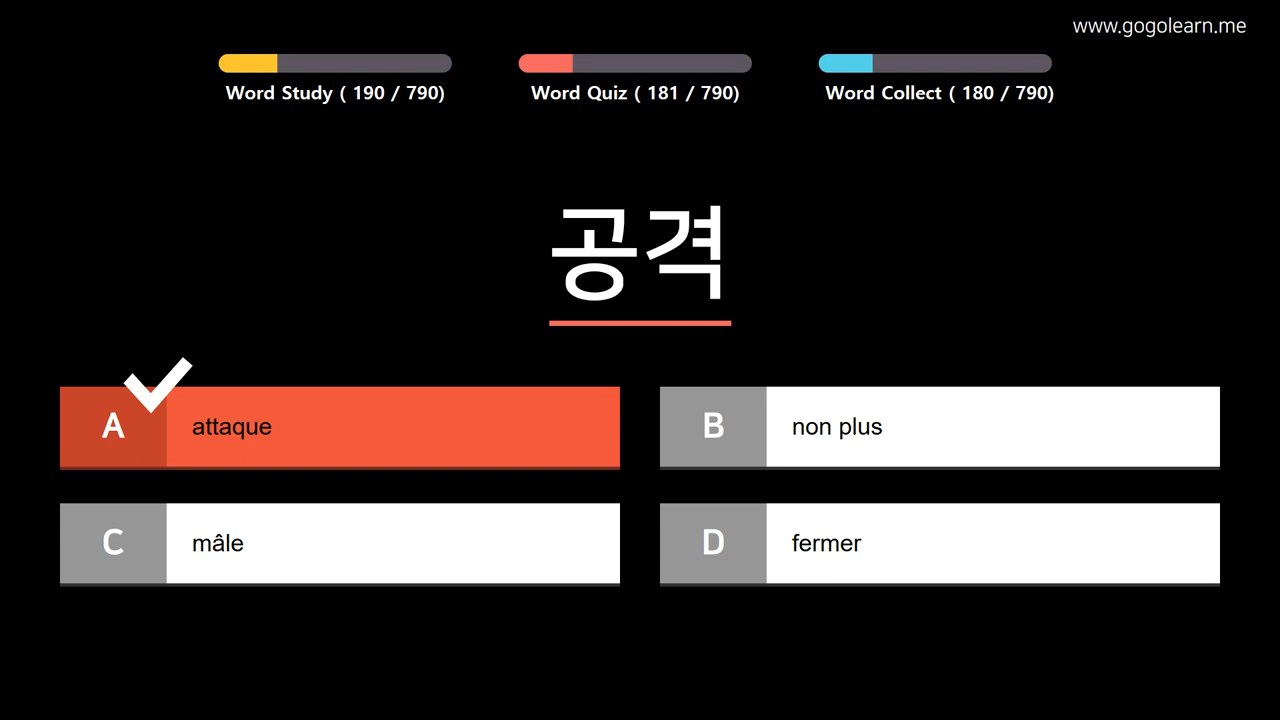 www.gogolearn.me
Word Study ( 190 / 790)
Word Quiz ( 181 / 790)
Word Collect ( 180 / 790)
공격
A attaque
B non plus
C mâle
D fermer